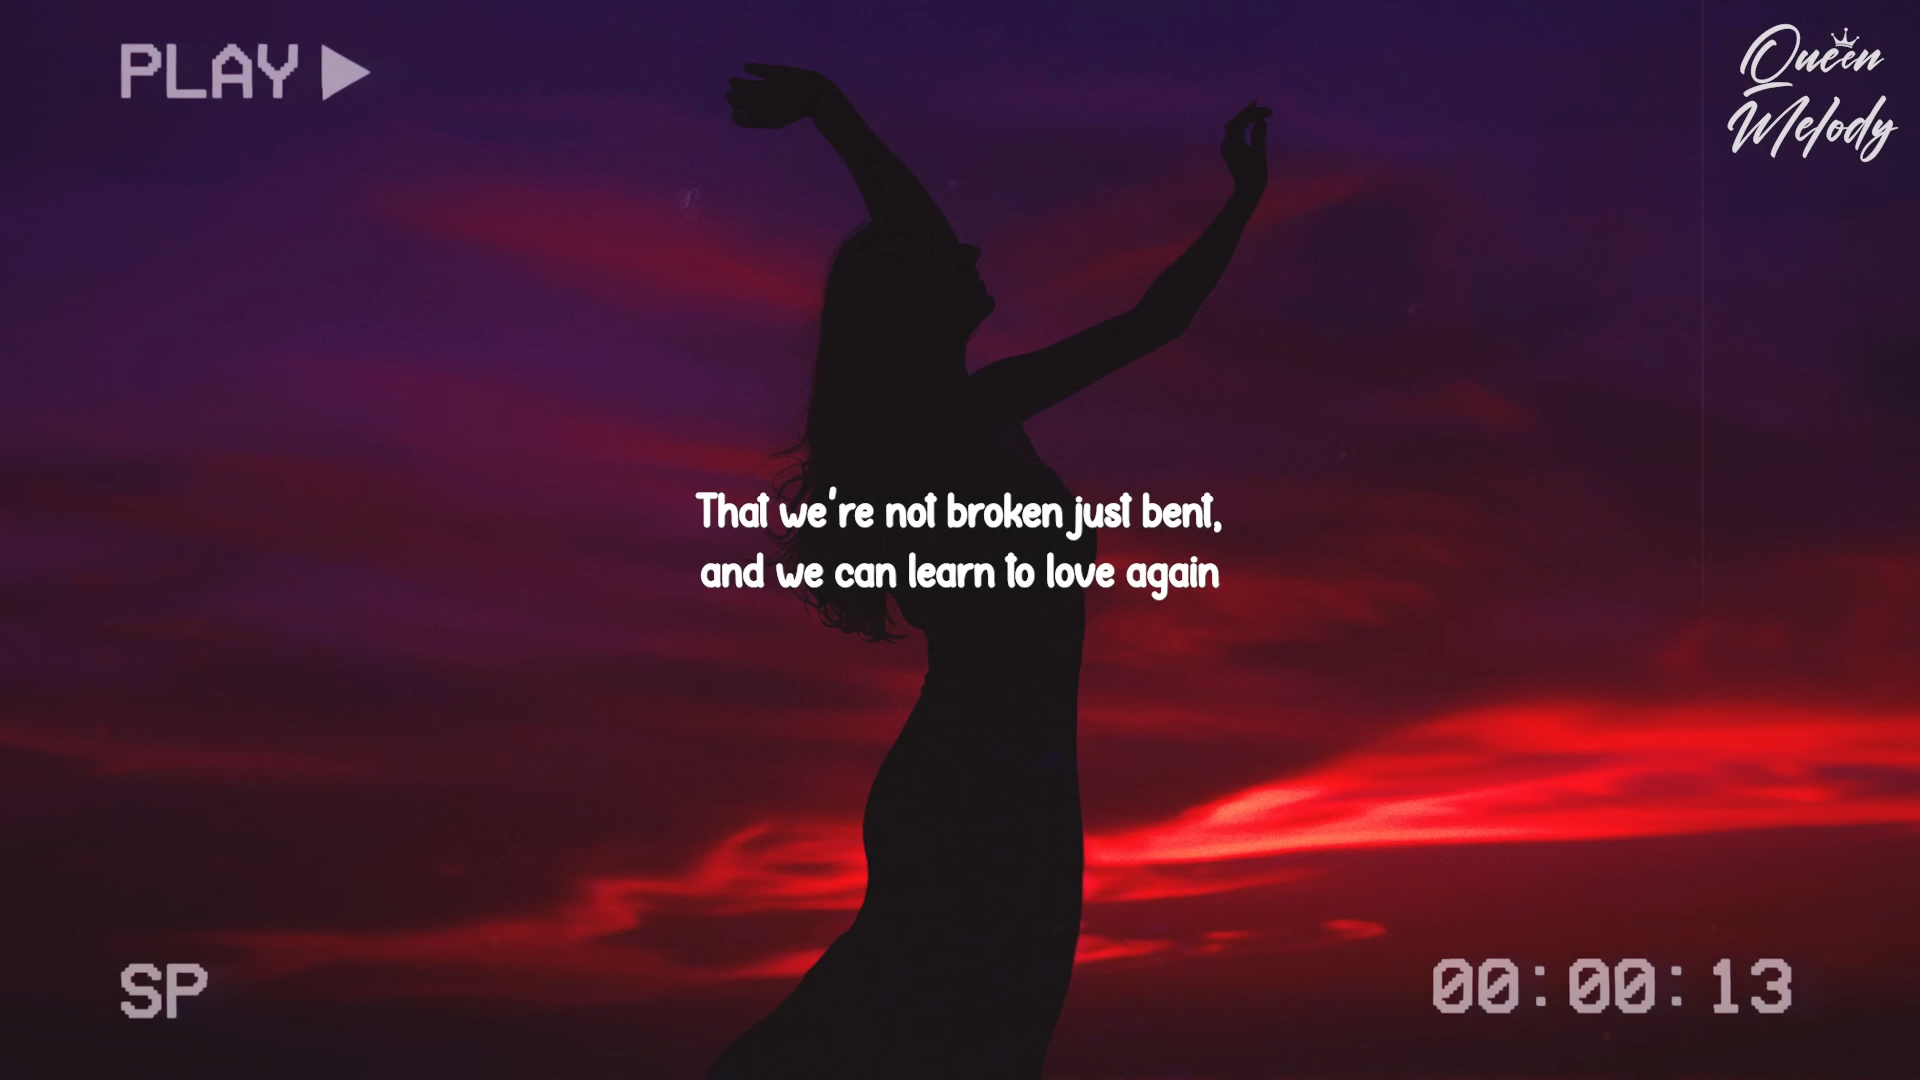 PLAY
Queen
Melody
That we're not broken just bent,
and we can learn to love again
SP
00:00:13